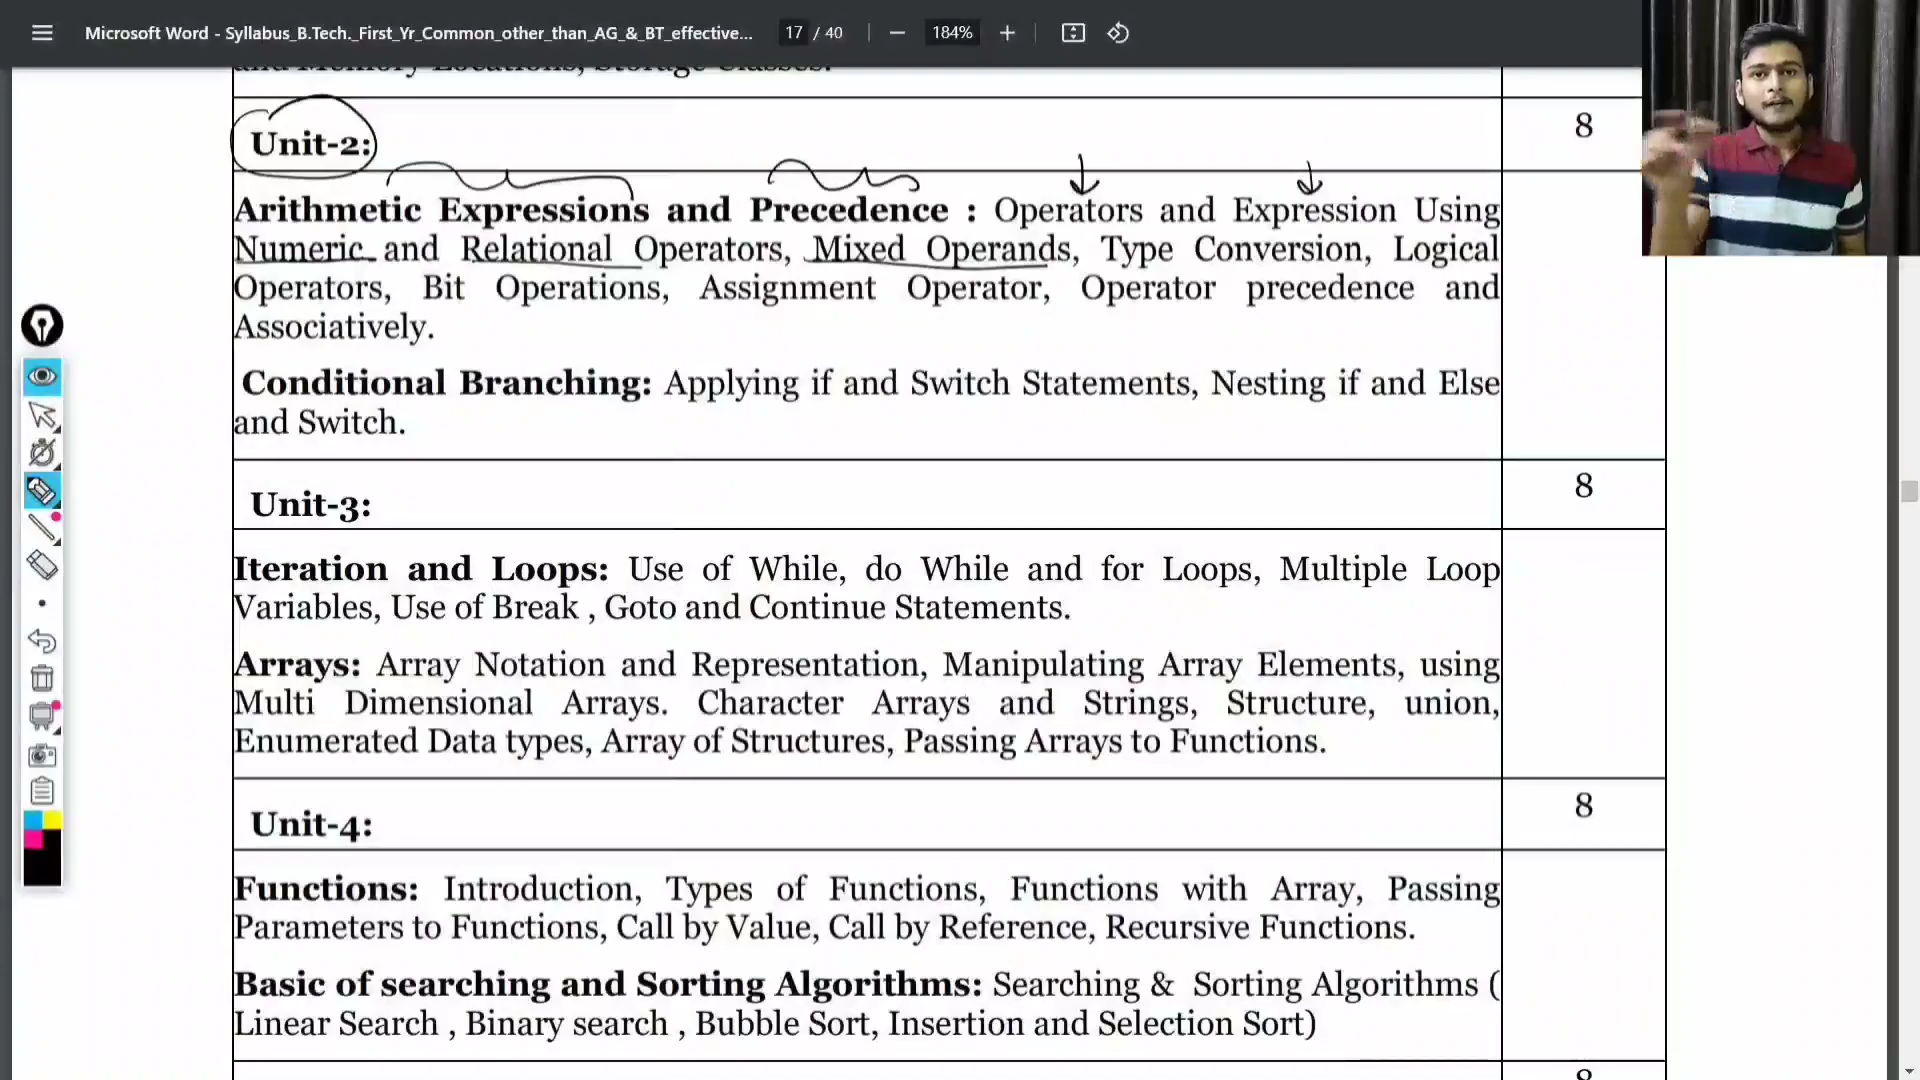 Microsoft Word - Syllabus_B.Tech._First_Yr_Common_other_than_AG_&_BT_effective... 17 / 40 184%
and Memory Locations, Storage Classes.
Unit-2: 8
Arithmetic Expressions and Precedence : Operators and Expression Using
Numeric and Relational Operators, Mixed Operands, Type Conversion, Logical
Operators, Bit Operations, Assignment Operator, Operator precedence and
Associatively.
Conditional Branching: Applying if and Switch Statements, Nesting if and Else
and Switch.
Unit-3: 8
Iteration and Loops: Use of While, do While and for Loops, Multiple Loop
Variables, Use of Break , Goto and Continue Statements.
Arrays: Array Notation and Representation, Manipulating Array Elements, using
Multi Dimensional Arrays. Character Arrays and Strings, Structure, union,
Enumerated Data types, Array of Structures, Passing Arrays to Functions.
Unit-4: 8
Functions: Introduction, Types of Functions, Functions with Array, Passing
Parameters to Functions, Call by Value, Call by Reference, Recursive Functions.
Basic of searching and Sorting Algorithms: Searching & Sorting Algorithms (
Linear Search , Binary search , Bubble Sort, Insertion and Selection Sort)
8